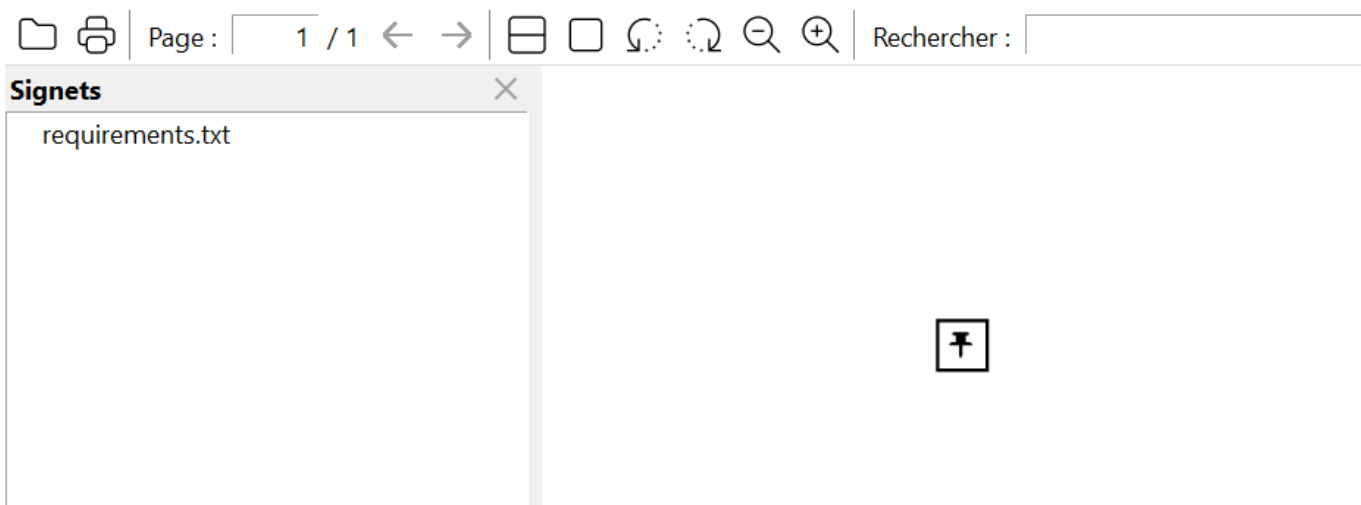 Page : 1 / 1 Rechercher :
Signets
requirements.txt